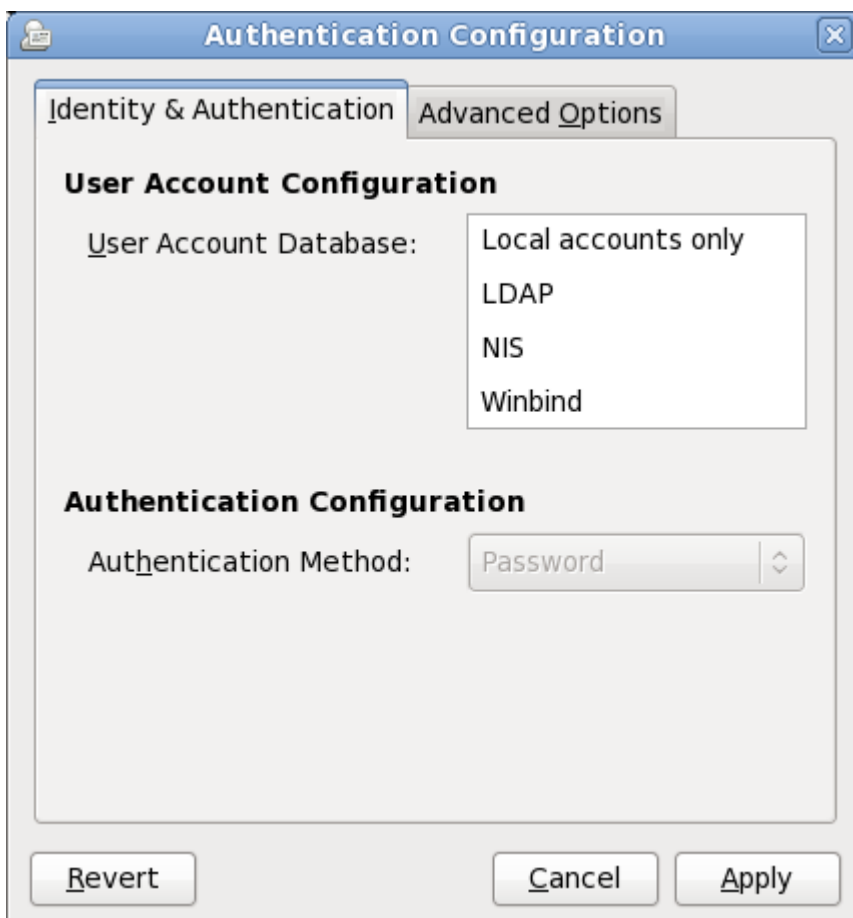 Authentication Configuration
Identity & Authentication
Advanced Options
User Account Configuration
User Account Database:
Local accounts only
LDAP
NIS
Winbind
Authentication Configuration
Authentication Method:
Password
Revert
Cancel
Apply